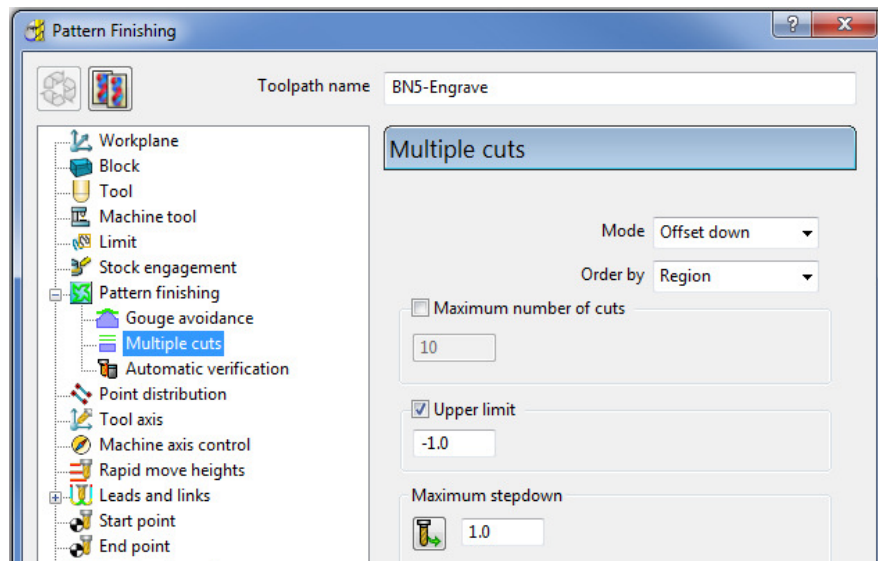 Pattern Finishing
Toolpath name BN5-Engrave
Workplane
Block
Tool
Machine tool
Limit
Stock engagement
Pattern finishing
Gouge avoidance
Multiple cuts
Automatic verification
Point distribution
Tool axis
Machine axis control
Rapid move heights
Leads and links
Start point
End point
Multiple cuts
Mode Offset down
Order by Region
Maximum number of cuts
10
Upper limit
-1.0
Maximum stepdown
1.0